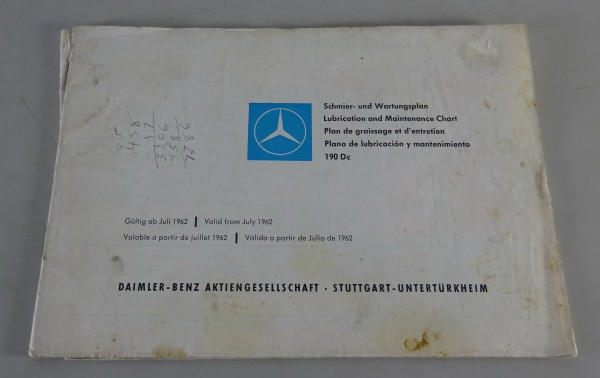 Schmier- und Wartungsplan
Lubrication and Maintenance Chart
Plan de graissage et d'entretien
Plano de lubricación y mantenimiento
190 Dc
Gültig ab Juli 1962 | Valid from July 1962
Valable à partir de juillet 1962 | Válido a partir de Julio de 1962
DAIMLER-BENZ AKTIENGESELLSCHAFT · STUTTGART-UNTERTÜRKHEIM